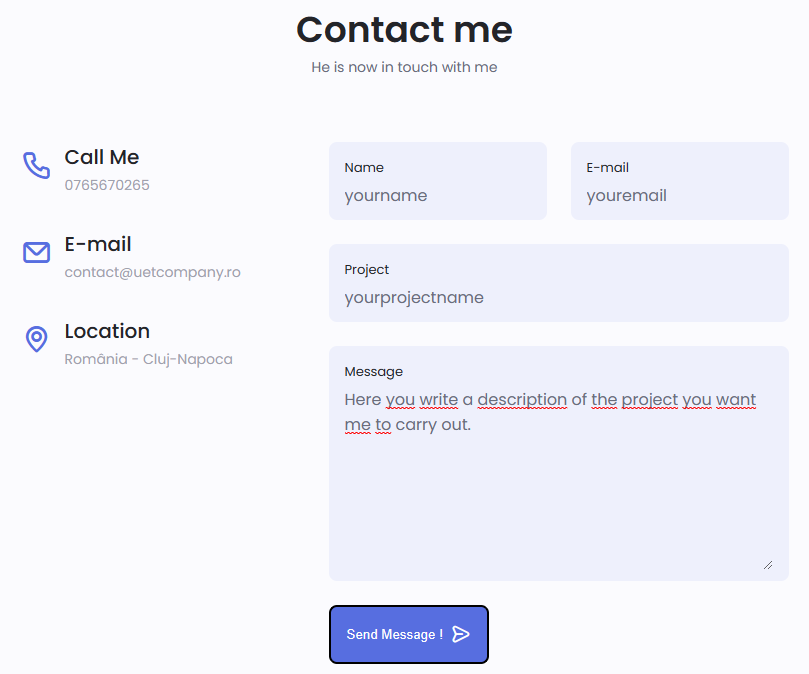 Contact me
He is now in touch with me
Call Me
0765670265
E-mail
contact@uetcompany.ro
Location
România - Cluj-Napoca
Name
yourname
E-mail
youremail
Project
yourprojectname
Message
Here you write a description of the project you want
me to carry out.
Send Message !